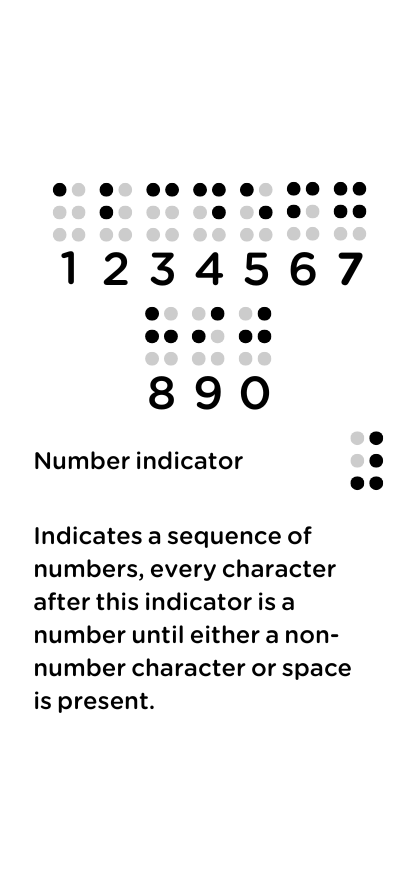 1 2 3 4 5 6 7
8 9 0
Number indicator
Indicates a sequence of
numbers, every character
after this indicator is a
number until either a non-
number character or space
is present.